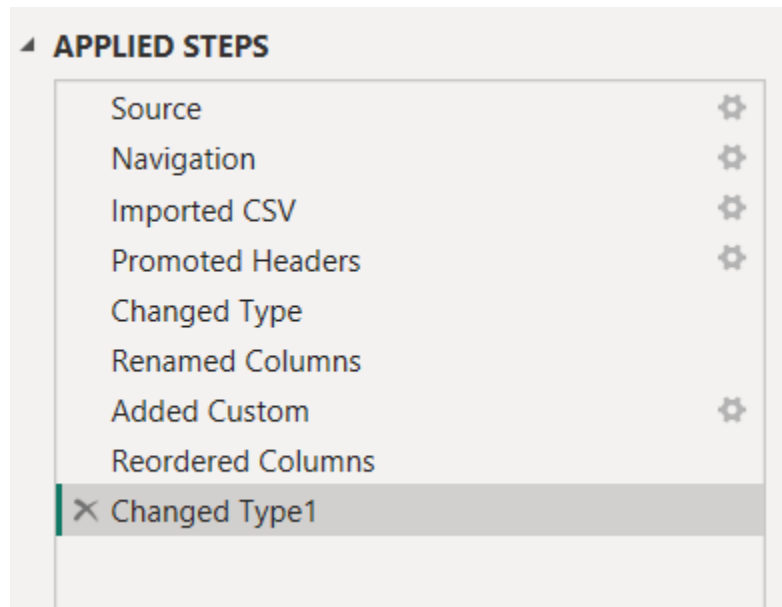 APPLIED STEPS
Source
Navigation
Imported CSV
Promoted Headers
Changed Type
Renamed Columns
Added Custom
Reordered Columns
Changed Type1